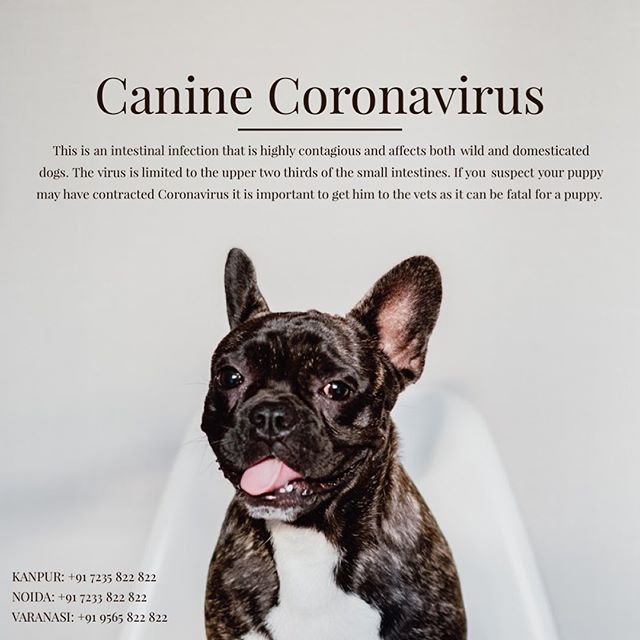 Canine Coronavirus
This is an intestinal infection that is highly contagious and affects both wild and domesticated
dogs. The virus is limited to the upper two thirds of the small intestines. If you suspect your puppy
may have contracted Coronavirus it is important to get him to the vets as it can be fatal for a puppy.
KANPUR: +91 7235 822 822
NOIDA: +91 7233 822 822
VARANASI: +91 9565 822 822